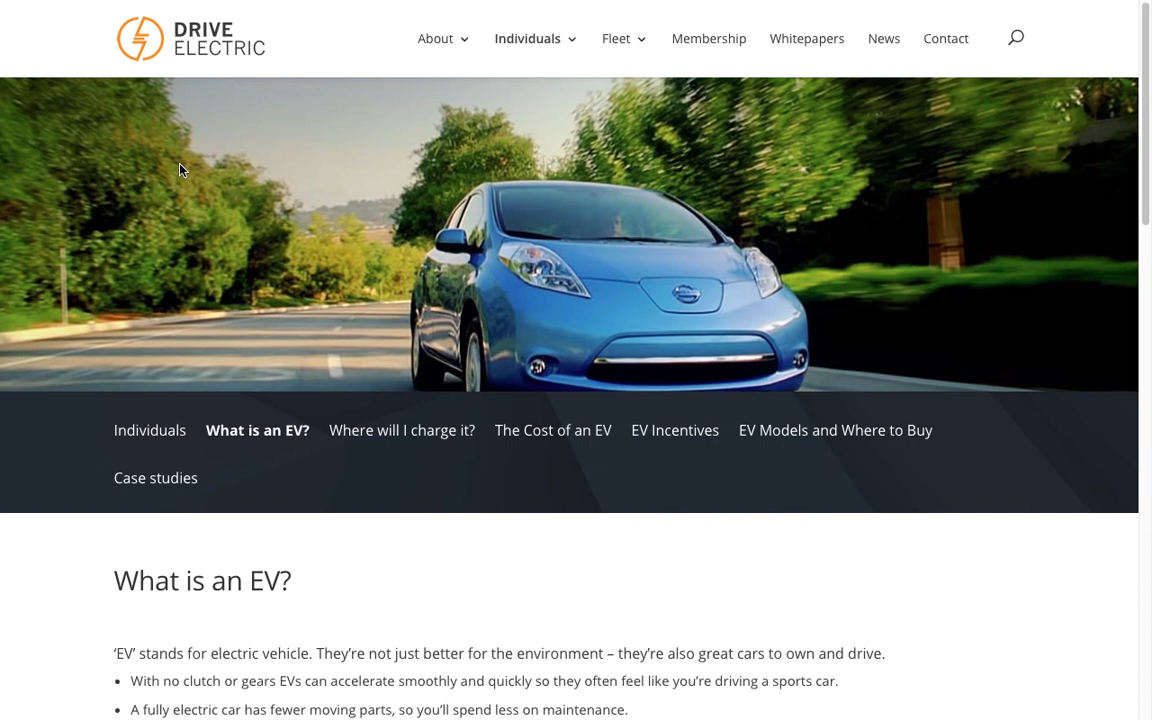 DRIVE
ELECTRIC
About Individuals Fleet Membership Whitepapers News Contact
Individuals What is an EV? Where will I charge it? The Cost of an EV EV Incentives EV Models and Where to Buy
Case studies
What is an EV?
‘EV’ stands for electric vehicle. They’re not just better for the environment – they’re also great cars to own and drive.
• With no clutch or gears EVs can accelerate smoothly and quickly so they often feel like you’re driving a sports car.
• A fully electric car has fewer moving parts, so you’ll spend less on maintenance.